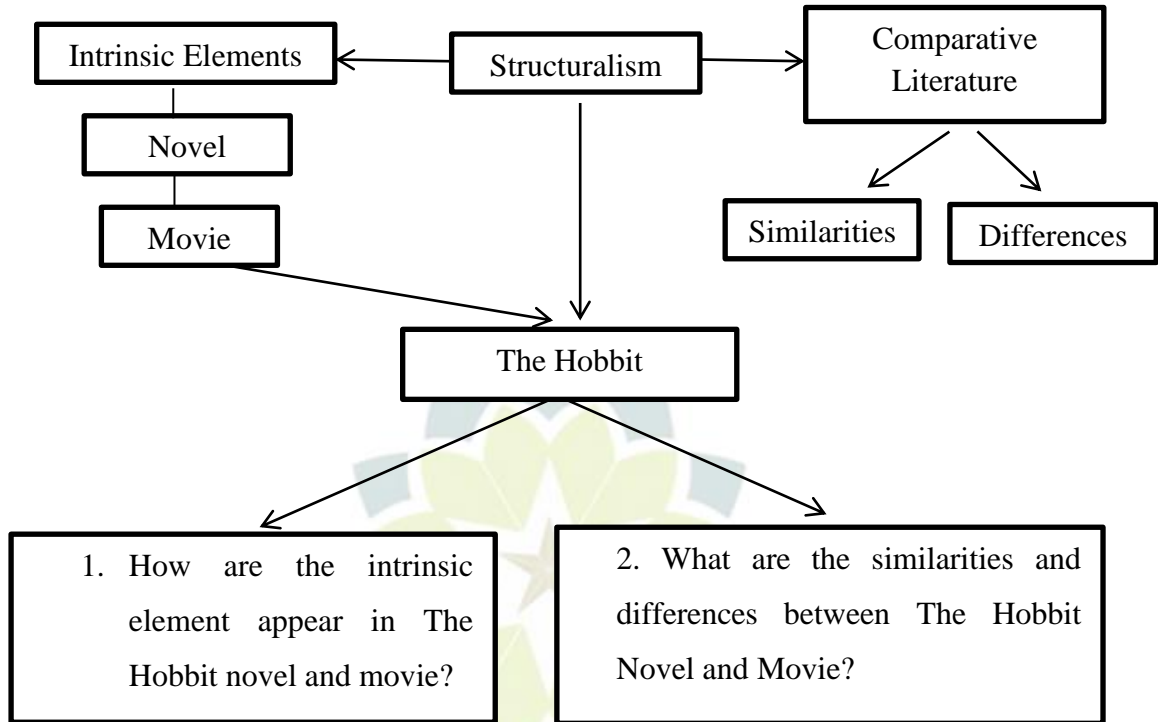 Intrinsic Elements
Structuralism
Comparative
Literature
Novel
Movie
Similarities
Differences
The Hobbit
1. How are the intrinsic
element appear in The
Hobbit novel and movie?
2. What are the similarities and
differences between The Hobbit
Novel and Movie?